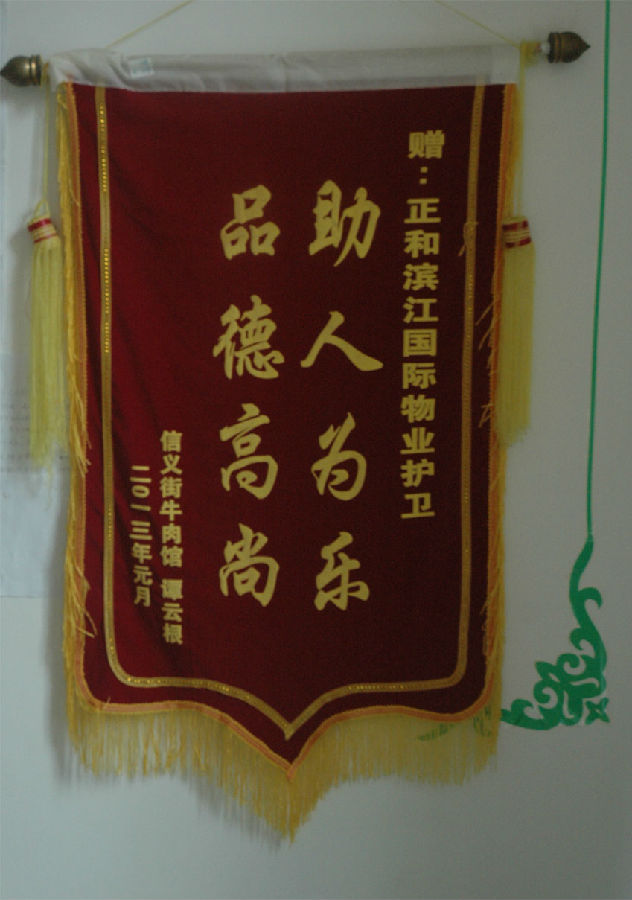 赠：正和滨江国际物业护卫
助人为乐
品德高尚
信义街牛肉馆 谭云根
二0一三年元月